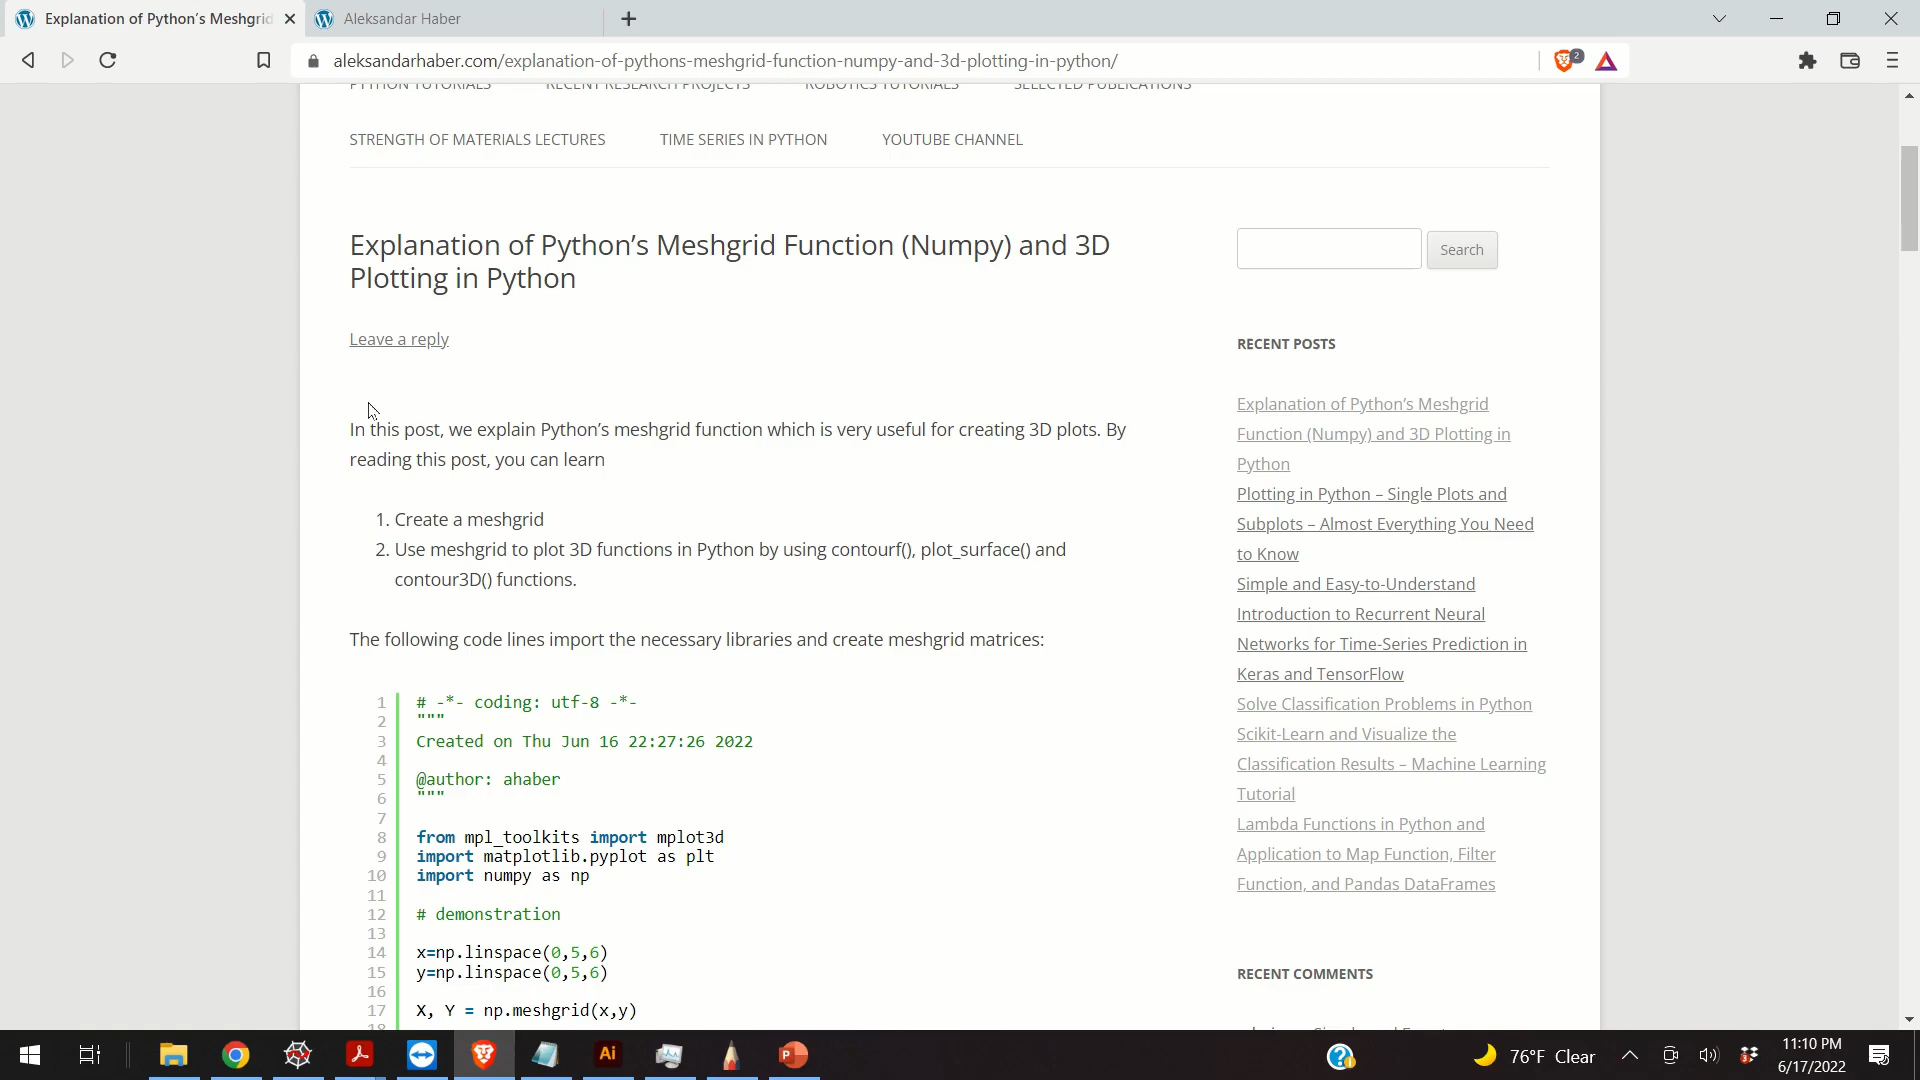 Explanation of Python's Meshgrid
Aleksandar Haber
aleksandarhaber.com/explanation-of-pythons-meshgrid-function-numpy-and-3d-plotting-in-python/
2
PYTHON TUTORIALS RECENT RESEARCH PROJECTS ROBOTICS TUTORIALS SELECTED PUBLICATIONS
STRENGTH OF MATERIALS LECTURES TIME SERIES IN PYTHON YOUTUBE CHANNEL
Explanation of Python’s Meshgrid Function (Numpy) and 3D
Plotting in Python
Leave a reply
In this post, we explain Python’s meshgrid function which is very useful for creating 3D plots. By
reading this post, you can learn
1. Create a meshgrid
2. Use meshgrid to plot 3D functions in Python by using contourf(), plot_surface() and
contour3D() functions.
The following code lines import the necessary libraries and create meshgrid matrices:
1 # -*- coding: utf-8 -*-
2 """
3 Created on Thu Jun 16 22:27:26 2022
4
5 @author: ahaber
6 """
7
8 from mpl_toolkits import mplot3d
9 import matplotlib.pyplot as plt
10 import numpy as np
11
12 # demonstration
13
14 x=np.linspace(0,5,6)
15 y=np.linspace(0,5,6)
16
17 X, Y = np.meshgrid(x,y)
18
Search
RECENT POSTS
Explanation of Python’s Meshgrid
Function (Numpy) and 3D Plotting in
Python
Plotting in Python – Single Plots and
Subplots – Almost Everything You Need
to Know
Simple and Easy-to-Understand
Introduction to Recurrent Neural
Networks for Time-Series Prediction in
Keras and TensorFlow
Solve Classification Problems in Python
Scikit-Learn and Visualize the
Classification Results – Machine Learning
Tutorial
Lambda Functions in Python and
Application to Map Function, Filter
Function, and Pandas DataFrames
RECENT COMMENTS
Ai
P
76°F Clear
11:10 PM
6/17/2022